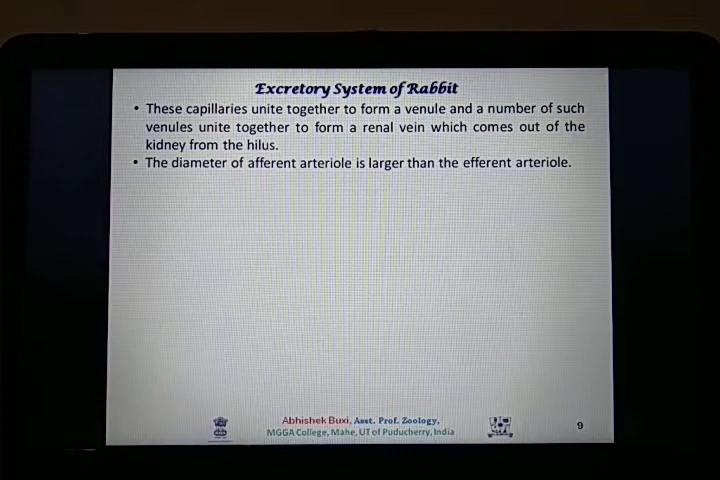 Excretory System of Rabbit
• These capillaries unite together to form a venule and a number of such
venules unite together to form a renal vein which comes out of the
kidney from the hilus.
• The diameter of afferent arteriole is larger than the efferent arteriole.
Abhishek Buxi, Asst. Prof. Zoology,
MGGA College, Mahe, UT of Puducherry, India
9